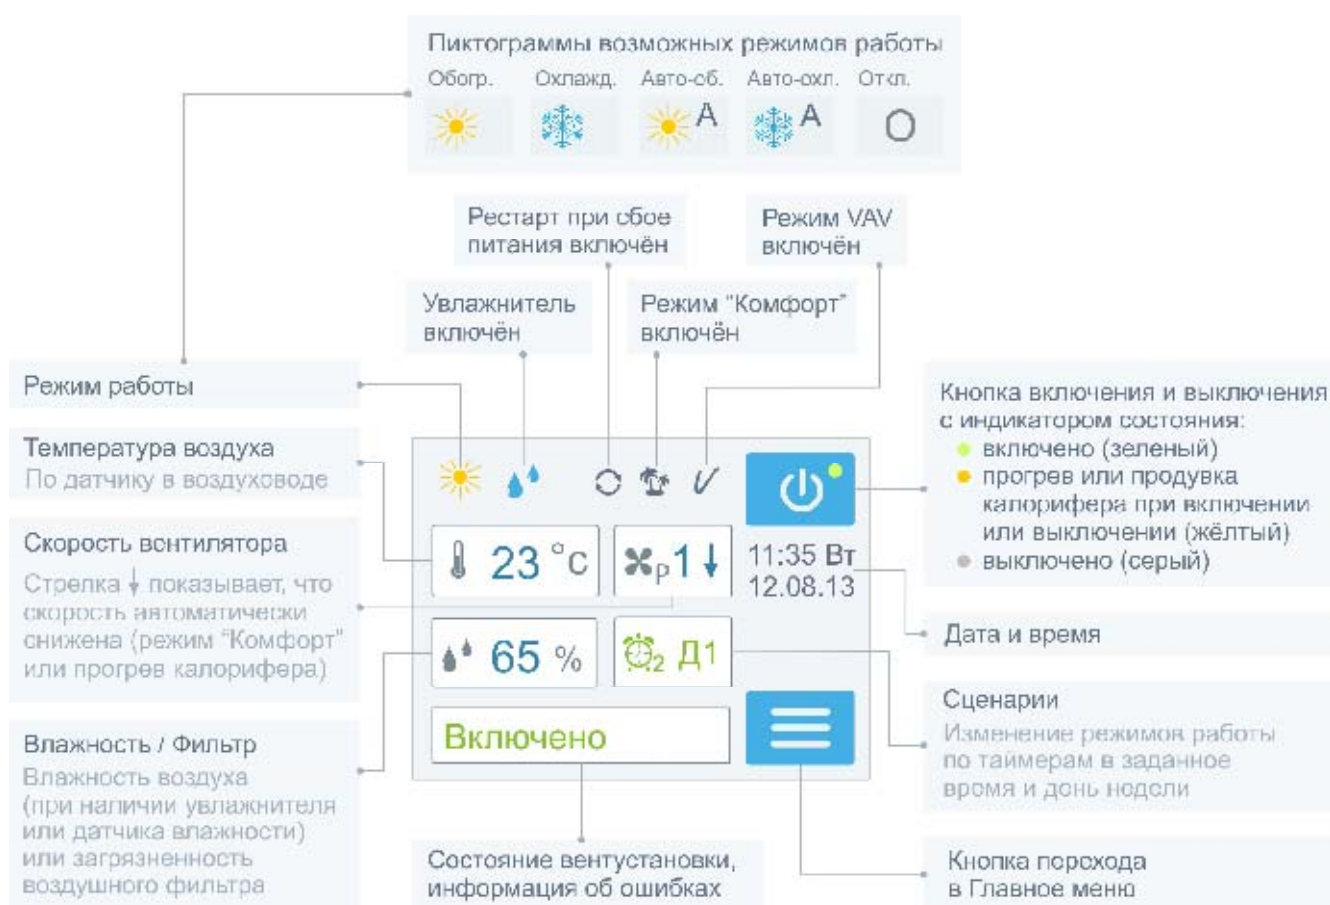 Пиктограммы возможных режимов работы
Обогр. Охлажд. Авто-об. Авто-охл. Откл.
А А
Рестарт при сбое
питания включён
Режим VAV
включён
Увлажнитель
включён
Режим "Комфорт"
включён
Режим работы
Температура воздуха
По датчику в воздуховоде
Скорость вентилятора
Стрелка ↓ показывает, что
скорость автоматически
снижена (режим "Комфорт"
или прогрев калорифера)
Влажность / Фильтр
Влажность воздуха
(при наличии увлажнителя
или датчика влажности)
или загрязненность
воздушного фильтра
23 °C
P1↓
11:35 Вт
12.08.13
65 %
2 Д1
Включено
Кнопка включения и выключения
с индикатором состояния:
включено (зеленый)
прогрев или продувка
калорифера при включении
или выключении (жёлтый)
выключено (серый)
Дата и время
Сценарии
Изменение режимов работы
по таймерам в заданное
время и день недели
Состояние вентустановки,
информация об ошибках
Кнопка перехода
в Главное меню